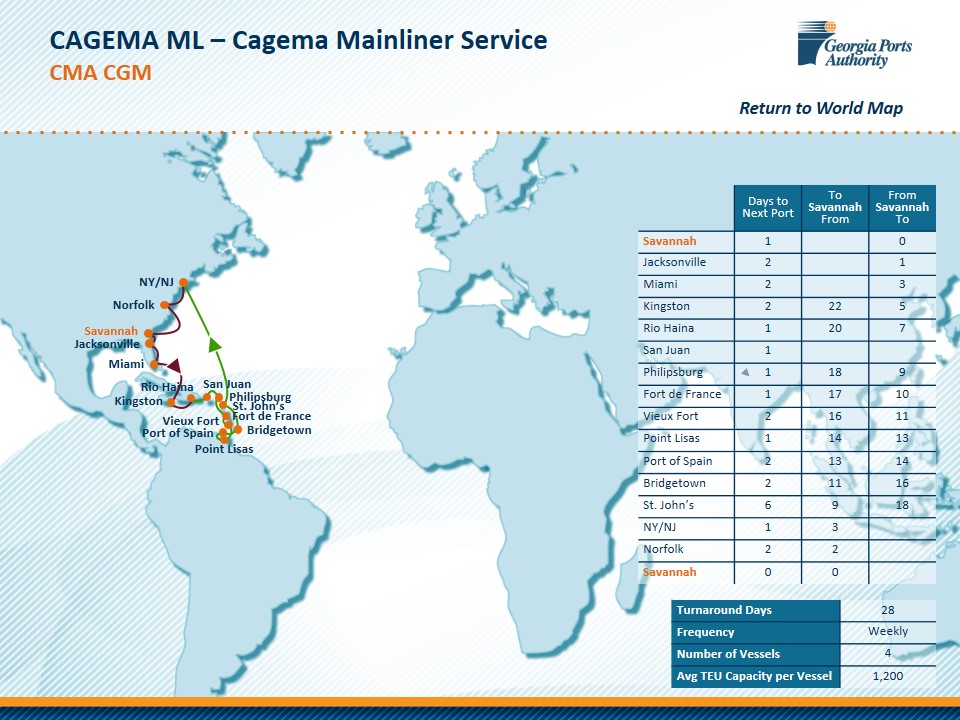 CAGEMA ML – Cagema Mainliner Service
CMA CGM
Georgia Ports
Authority
Return to World Map
NY/NJ
Norfolk
Savannah
Jacksonville
Miami
Rio Haina
San Juan
Kingston
Philipsburg
St. John's
Fort de France
Vieux Fort
Bridgetown
Port of Spain
Point Lisas
Days to Next Port To Savannah From From Savannah To
Savannah 1 0
Jacksonville 2 1
Miami 2 3
Kingston 2 22 5
Rio Haina 1 20 7
San Juan 1
Philipsburg 1 18 9
Fort de France 1 17 10
Vieux Fort 2 16 11
Point Lisas 1 14 13
Port of Spain 2 13 14
Bridgetown 2 11 16
St. John's 6 9 18
NY/NJ 1 3
Norfolk 2 2
Savannah 0 0
Turnaround Days 28
Frequency Weekly
Number of Vessels 4
Avg TEU Capacity per Vessel 1,200